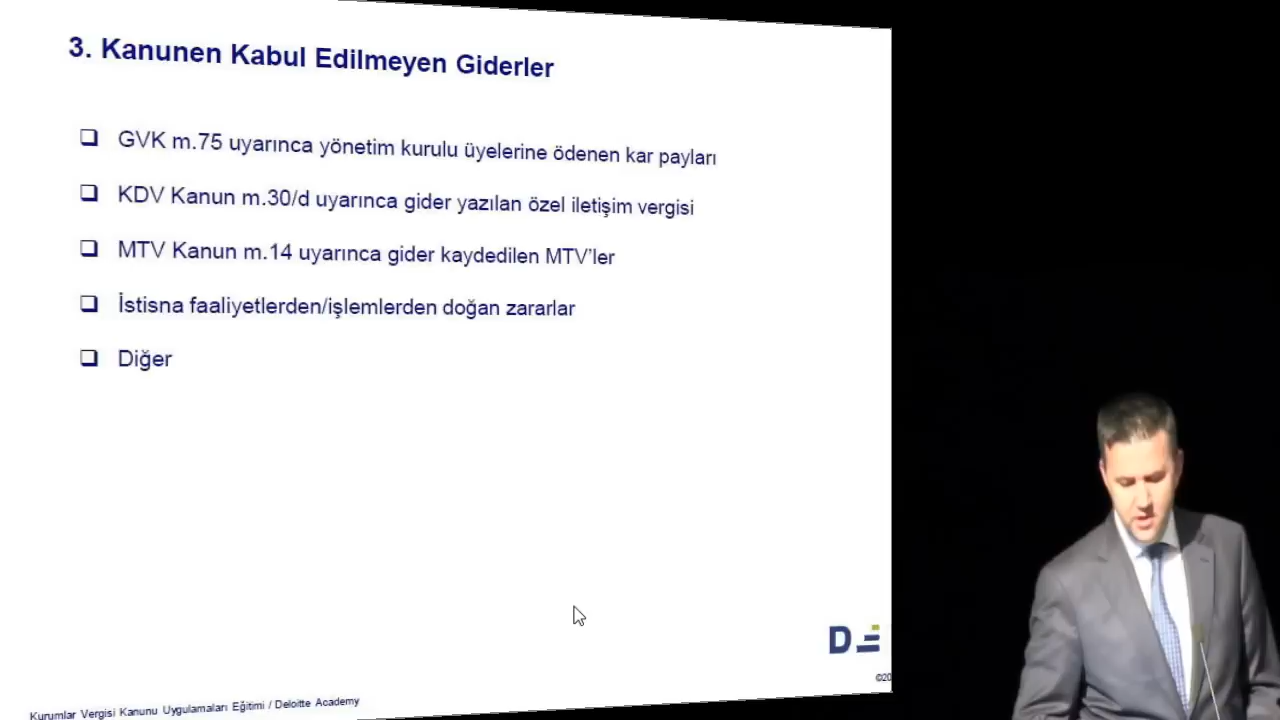 3. Kanunen Kabul Edilmeyen Giderler
GVK m.75 uyarınca yönetim kurulu üyelerine ödenen kar payları
KDV Kanun m.30/d uyarınca gider yazılan özel iletişim vergisi
MTV Kanun m.14 uyarınca gider kaydedilen MTV'ler
İstisna faaliyetlerden/işlemlerden doğan zararlar
Diğer
D
©20
Kurumlar Vergisi Kanunu Uygulamaları Eğitimi / Deloitte Academy